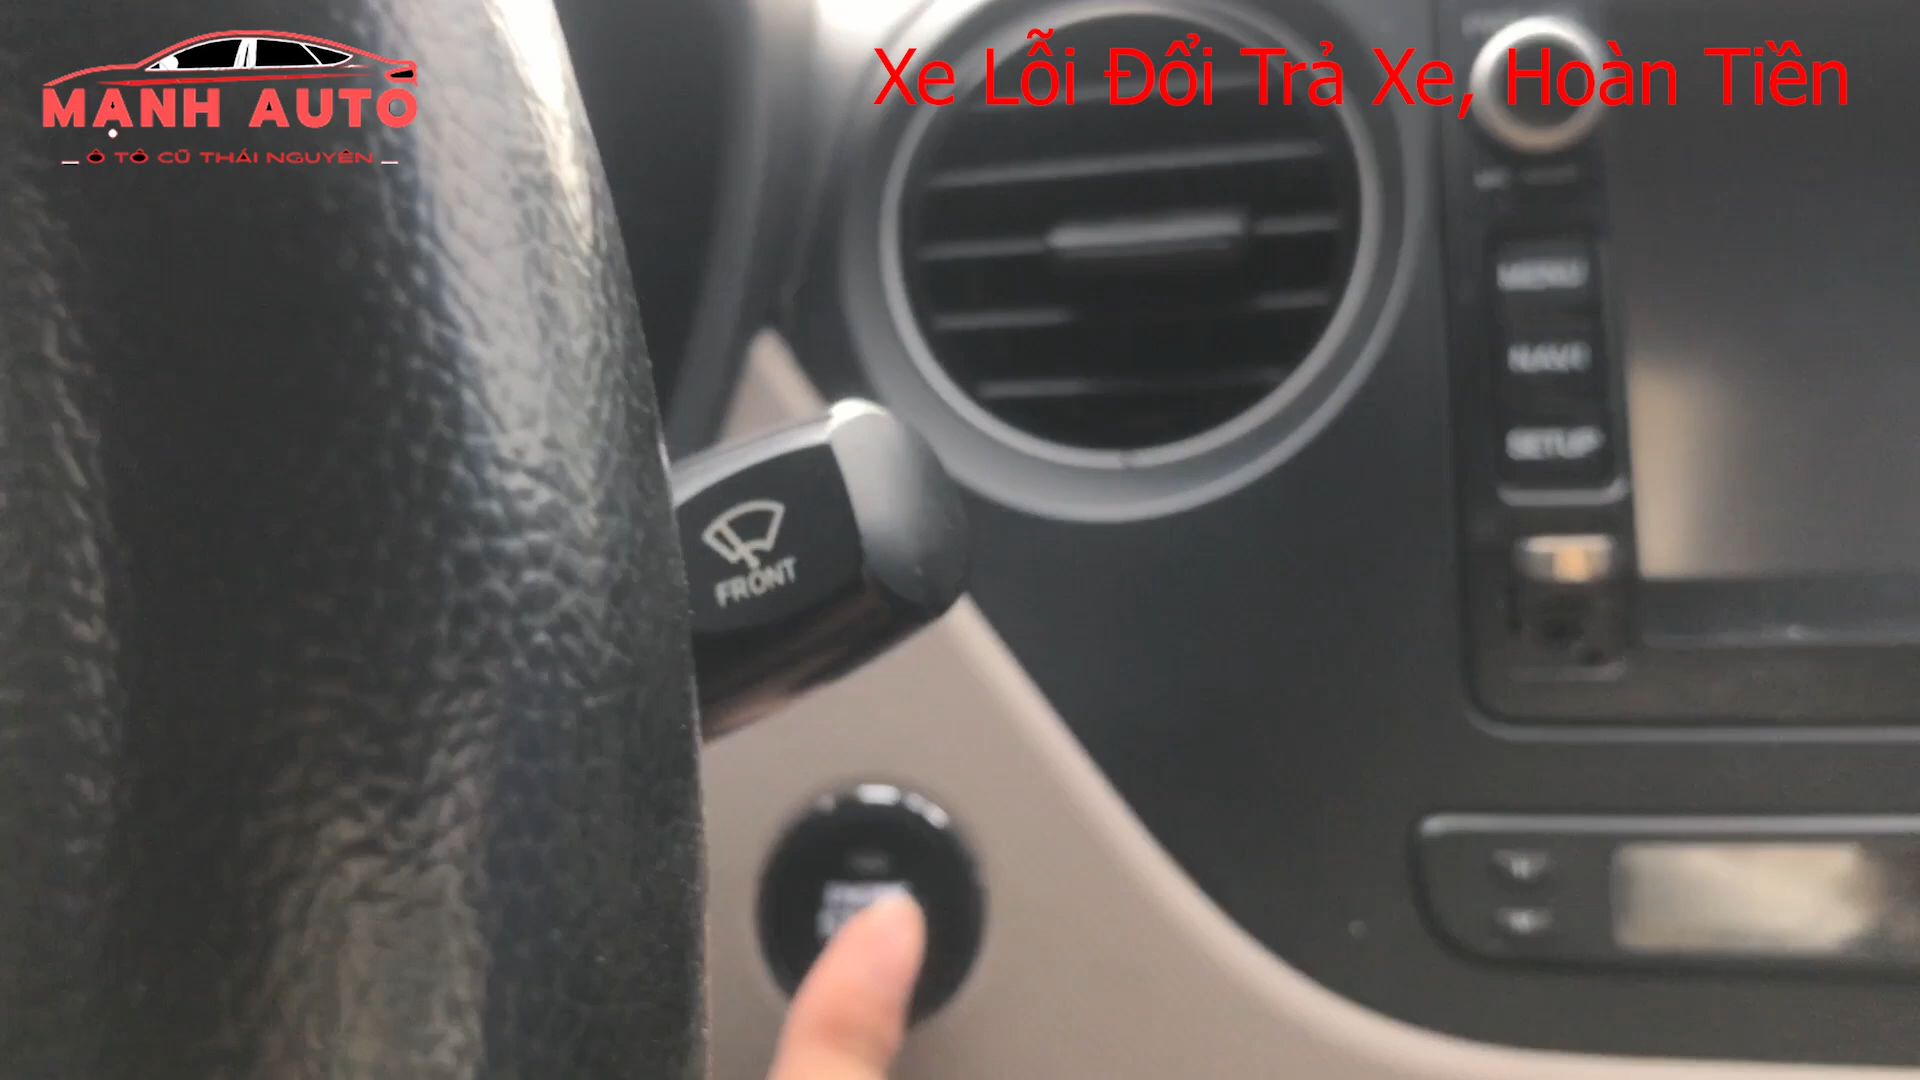 MẠNH AUTO
Ô TÔ CŨ THÁI NGUYÊN
Xe Lỗi Đổi Trả Xe, Hoàn Tiền
MENU
NAVI
SETUP
FRONT